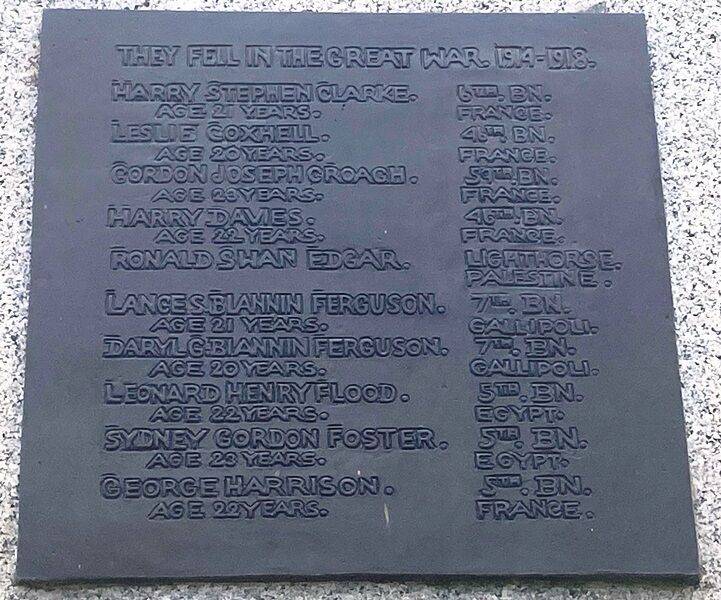 THEY FELL IN THE GREAT WAR. 1914-1918.
HARRY STEPHEN CLARKE. 6TH. BN.
AGE 21 YEARS. FRANCE.
LESLIE COXHELL. 46TH. BN.
AGE 20 YEARS. FRANCE.
GORDON JOSEPH CROAGH. 59TH. BN.
AGE 23 YEARS. FRANCE.
HARRY DAVIES. 46TH. BN.
AGE 22 YEARS. FRANCE.
RONALD SWAN EDGAR. LIGHTHORSE.
PALESTINE.
LANCE S. BLANNIN FERGUSON. 7TH. BN.
AGE 21 YEARS. GALLIPOLI.
DARYL G. BLANNIN FERGUSON. 7TH. BN.
AGE 20 YEARS. GALLIPOLI.
LEONARD HENRY FLOOD. 5TH. BN.
AGE 22 YEARS. EGYPT.
SYDNEY GORDON FOSTER. 5TH. BN.
AGE 23 YEARS. EGYPT.
GEORGE HARRISON. 5TH. BN.
AGE 22 YEARS. FRANCE.